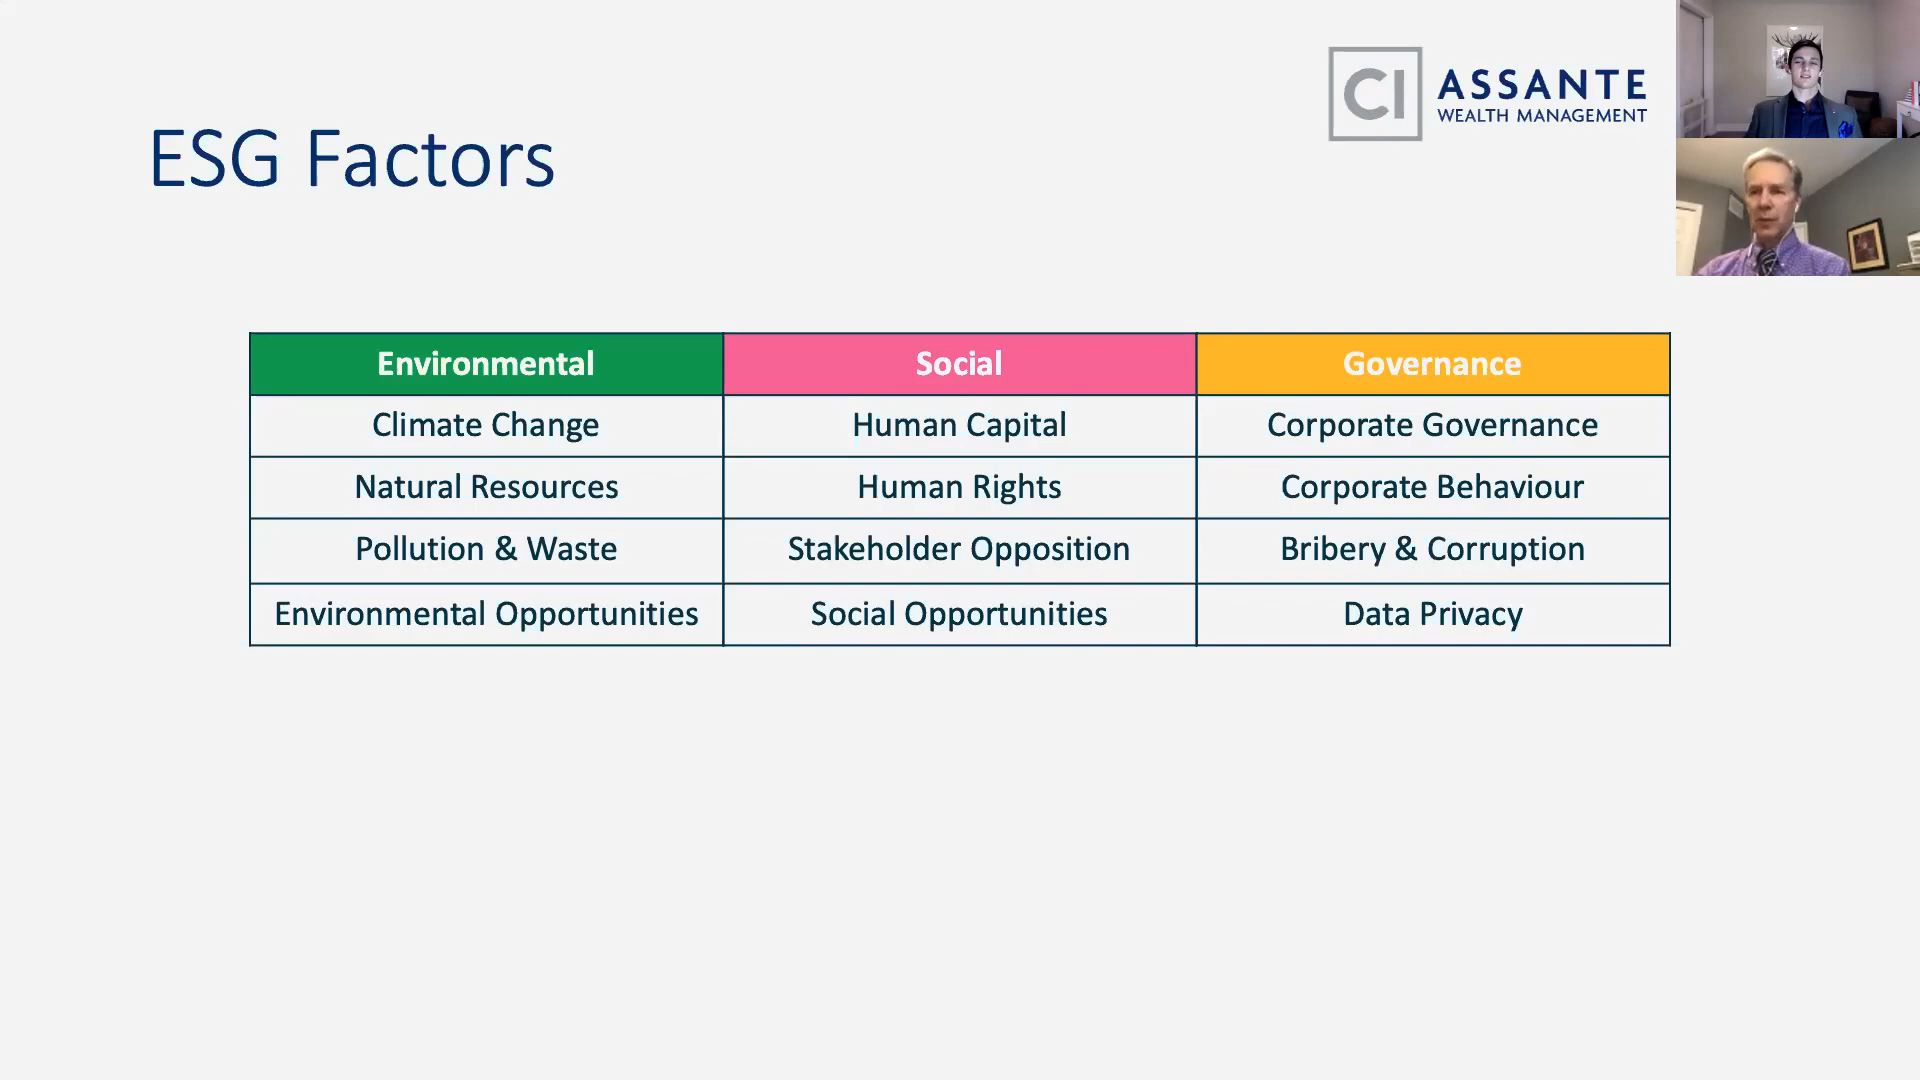 CI ASSANTE
WEALTH MANAGEMENT
ESG Factors
Environmental Social Governance
Climate Change Human Capital Corporate Governance
Natural Resources Human Rights Corporate Behaviour
Pollution & Waste Stakeholder Opposition Bribery & Corruption
Environmental Opportunities Social Opportunities Data Privacy